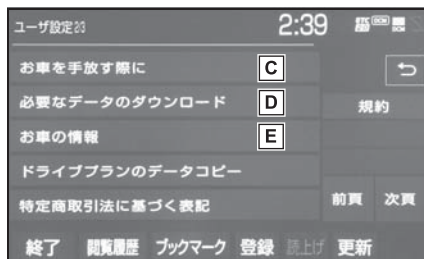 ユーザ設定2/3 2:39
お車を手放す際に C
必要なデータのダウンロード D
規約
お車の情報 E
ドライブプランのデータコピー
特定商取引法に基づく表記
前頁 次頁
終了 閲覧履歴 ブックマーク 登録 読上げ 更新